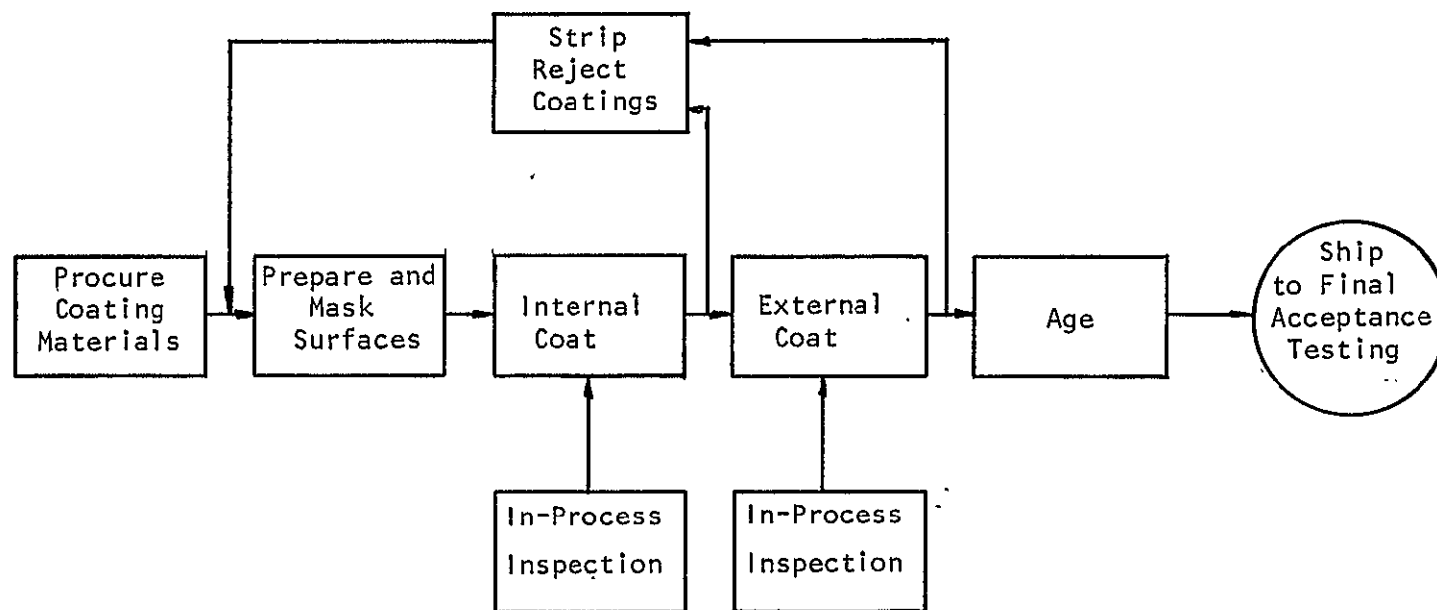 Strip
Reject
Coatings
Procure
Coating
Materials
Prepare and
Mask
Surfaces
Internal
Coat
External
Coat
Age
Ship
to Final
Acceptance
Testing
In-Process
Inspection
In-Process
Inspection